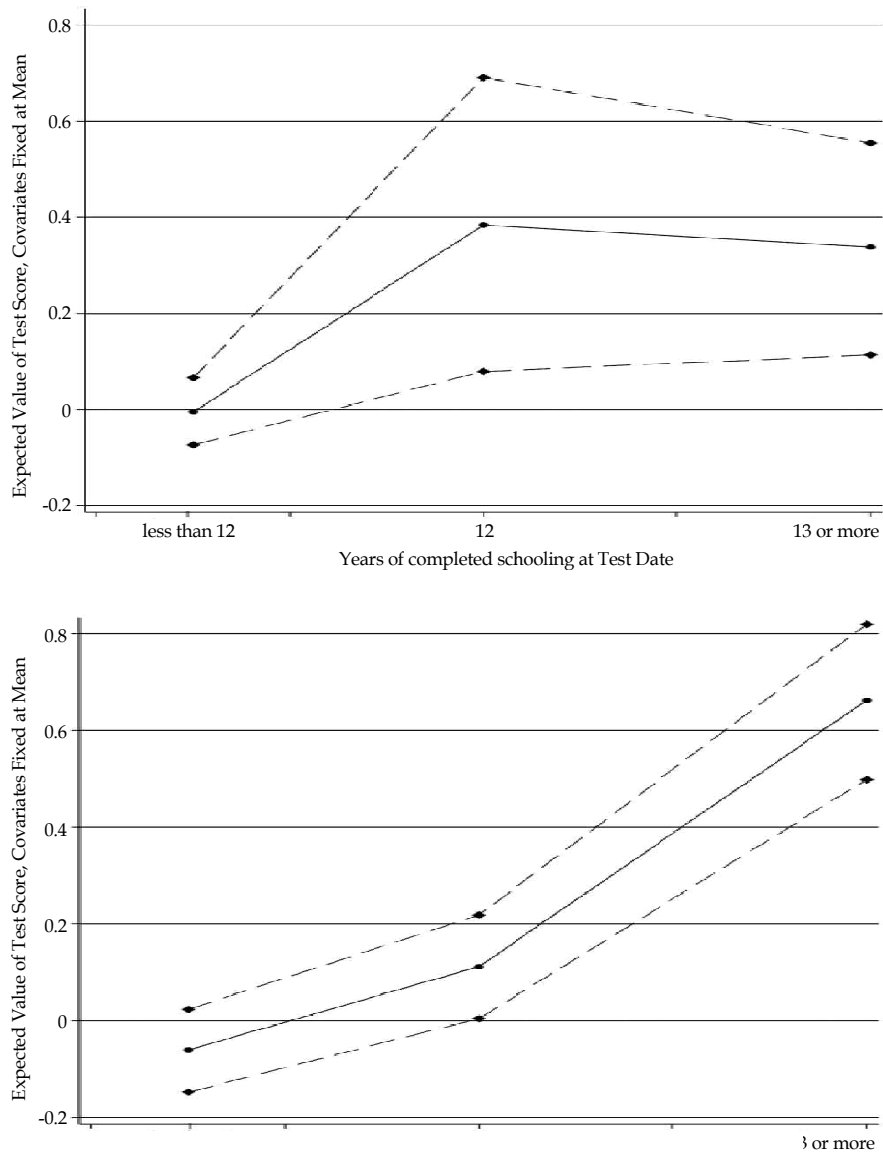 Expected Value of Test Score, Covariates Fixed at Mean
0.8
0.6
0.4
0.2
0
-0.2
less than 12 12 13 or more
Years of completed schooling at Test Date
Expected Value of Test Score, Covariates Fixed at Mean
0.8
0.6
0.4
0.2
0
-0.2
or more